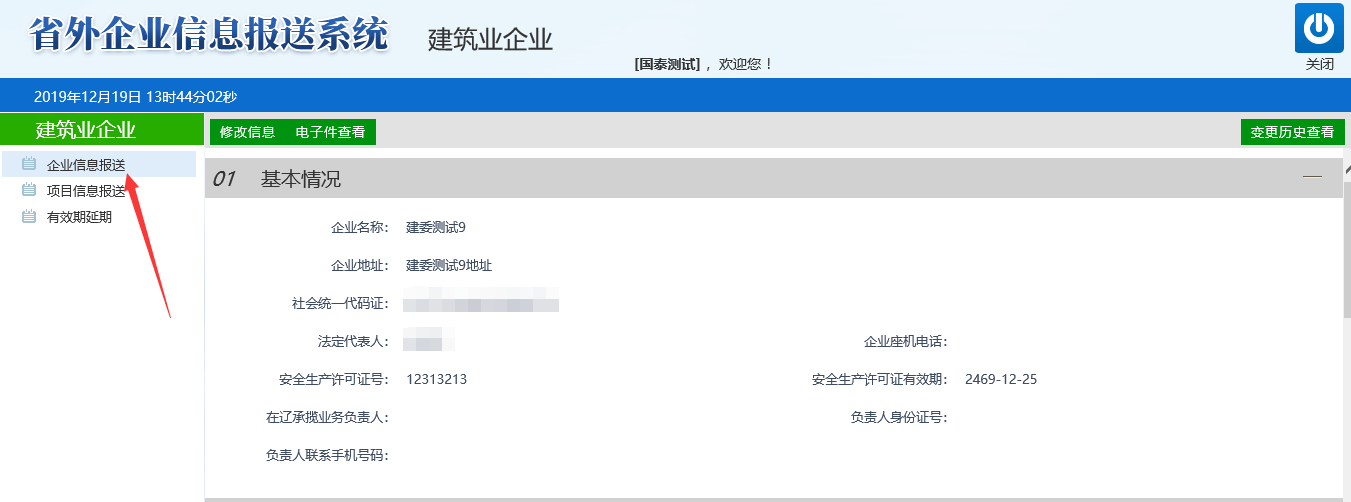 省外企业信息报送系统
建筑业企业
[国泰测试] ，欢迎您！
关闭
2019年12月19日 13时44分02秒
建筑业企业
修改信息 电子件查看 变更历史查看
企业信息报送
项目信息报送
有效期延期
01 基本情况
企业名称： 建委测试9
企业地址： 建委测试9地址
社会统一代码证：
法定代表人： 企业座机电话：
安全生产许可证号： 12313213 安全生产许可证有效期： 2469-12-25
在辽承揽业务负责人： 负责人身份证号：
负责人联系手机号码：